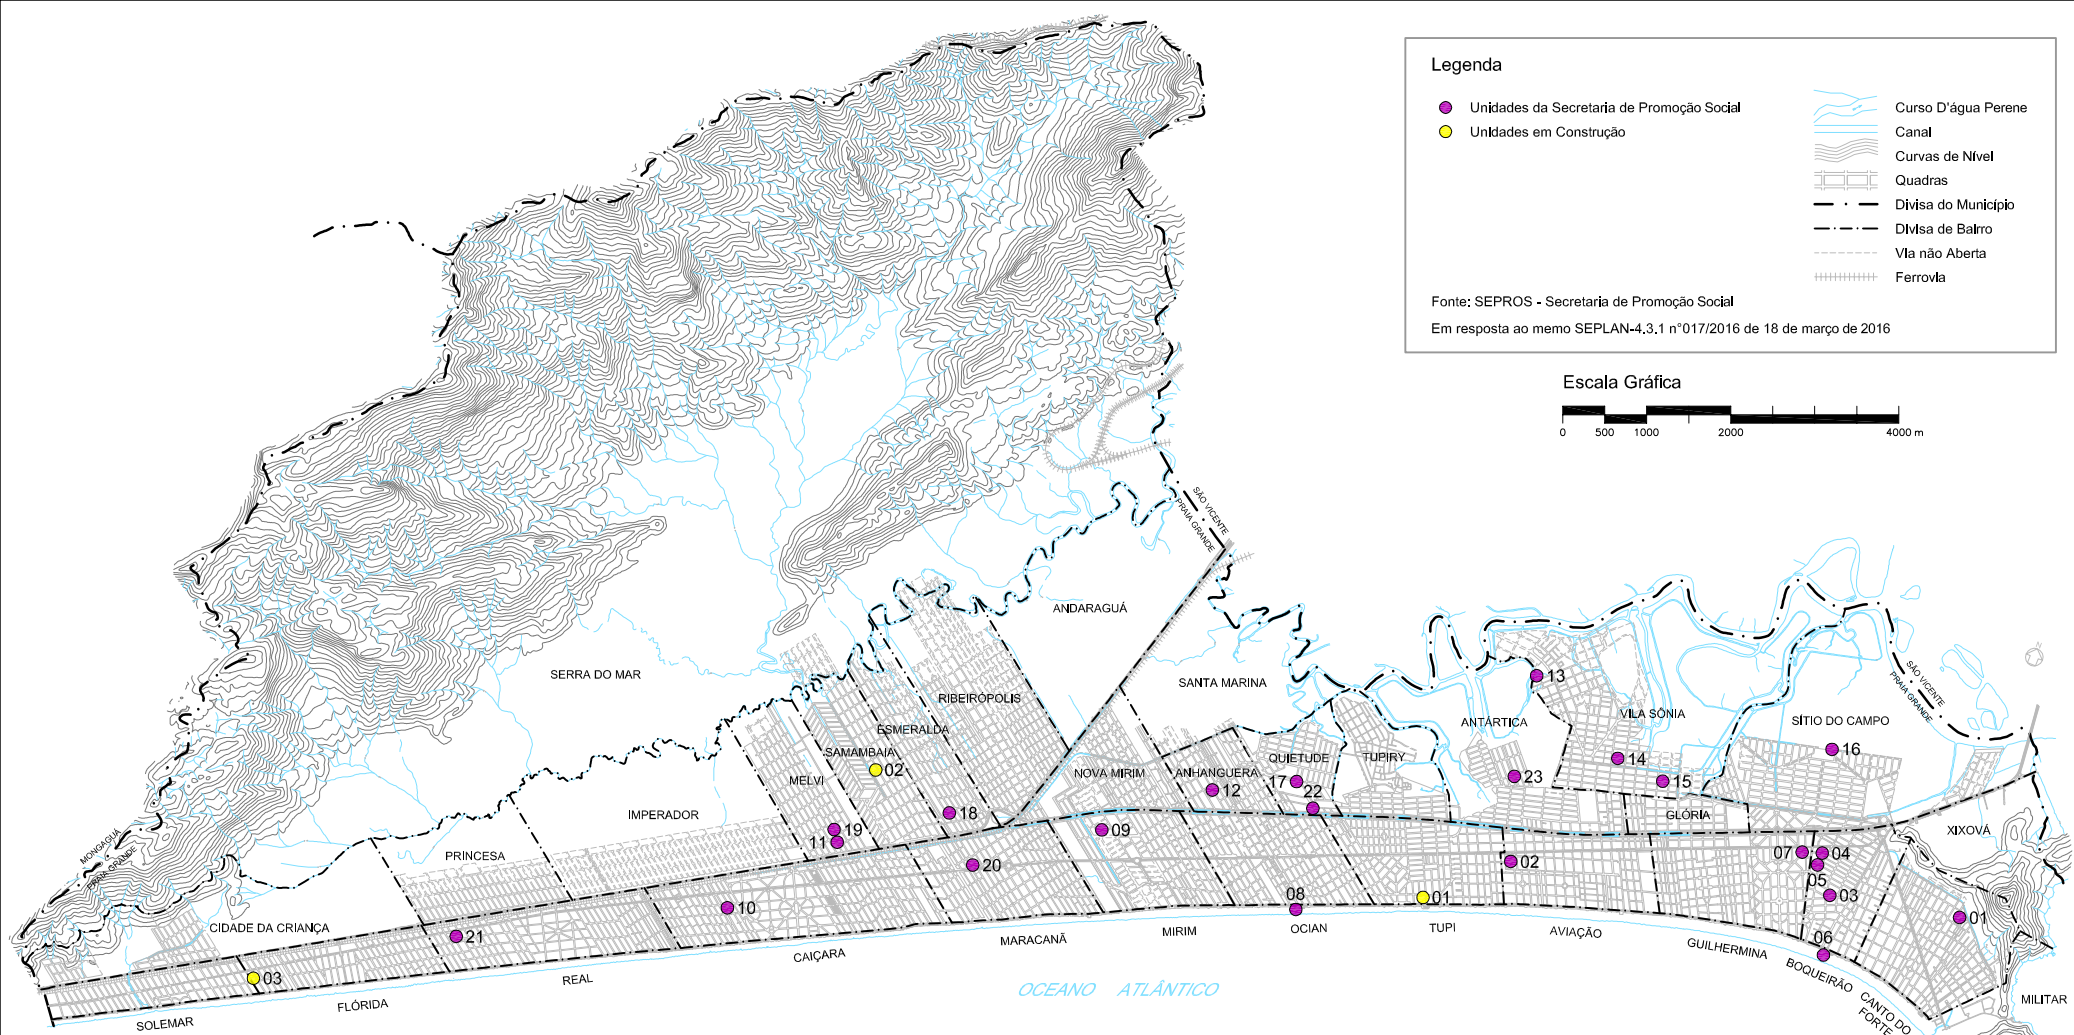 Legenda
Unidades da Secretaria de Promoção Social
Unidades em Construção
Curso D'água Perene
Canal
Curvas de Nível
Quadras
Divisa do Município
Divisa de Bairro
Via não Aberta
Ferrovia
Fonte: SEPROS - Secretaria de Promoção Social
Em resposta ao memo SEPLAN-4.3.1 n°017/2016 de 18 de março de 2016
Escala Gráfica
0 500 1000 2000 4000 m
SÃO VICENTE
PRAIA GRANDE
ANDARAGUÁ
SERRA DO MAR
SANTA MARINA
RIBEIRÓPOLIS
ESMERALDA
SAMAMBAIA
02
MELVI
IMPERADOR
PRINCESA
MONGAGUÁ
PRAIA GRANDE
CIDADE DA CRIANÇA
NOVA MIRIM
ANHANGUERA
12
QUIETUDE
17
22
TUPIRY
ANTÁRTICA
13
23
VILA SÔNIA
14
15
SÍTIO DO CAMPO
16
SÃO VICENTE
PRAIA GRANDE
GLÓRIA
XIXOVÁ
18
19
11
09
20
10
21
03
08
01
02
07
04
05
03
06
01
SOLEMAR
FLÓRIDA
REAL
CAIÇARA
MARACANÃ
MIRIM
OCIAN
TUPI
AVIAÇÃO
GUILHERMINA
BOQUEIRÃO
CANTO DO
FORTE
MILITAR
OCEANO ATLÂNTICO